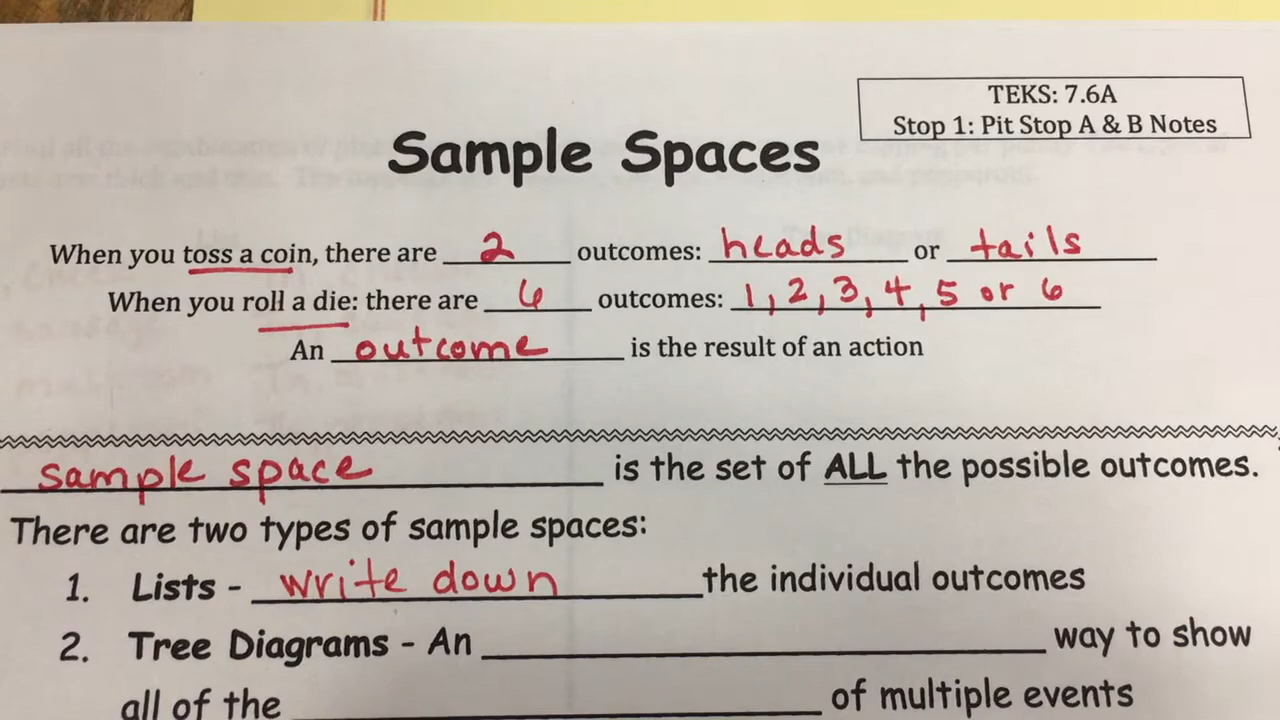 TEKS: 7.6A
Stop 1: Pit Stop A & B Notes
Sample Spaces
When you toss a coin, there are 2 outcomes: heads or tails
When you roll a die: there are 6 outcomes: 1, 2, 3, 4, 5 or 6
An outcome is the result of an action
sample space is the set of ALL the possible outcomes.
There are two types of sample spaces:
1. Lists - write down the individual outcomes
2. Tree Diagrams - An ____ way to show
all of the ____ of multiple events